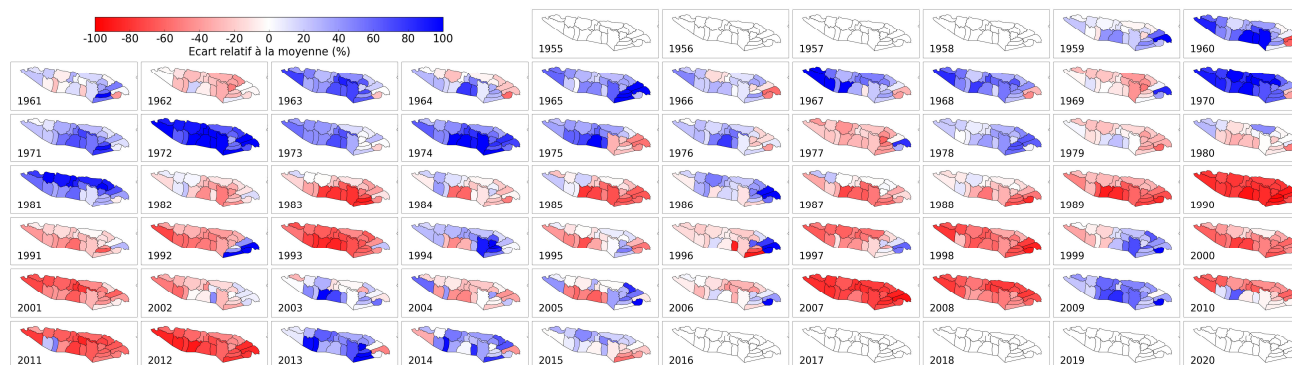 -100 -80 -60 -40 -20 0 20 40 60 80 100
Ecart relatif à la moyenne (%)
1955 1956 1957 1958 1959 1960
1961 1962 1963 1964 1965 1966 1967 1968 1969 1970
1971 1972 1973 1974 1975 1976 1977 1978 1979 1980
1981 1982 1983 1984 1985 1986 1987 1988 1989 1990
1991 1992 1993 1994 1995 1996 1997 1998 1999 2000
2001 2002 2003 2004 2005 2006 2007 2008 2009 2010
2011 2012 2013 2014 2015 2016 2017 2018 2019 2020